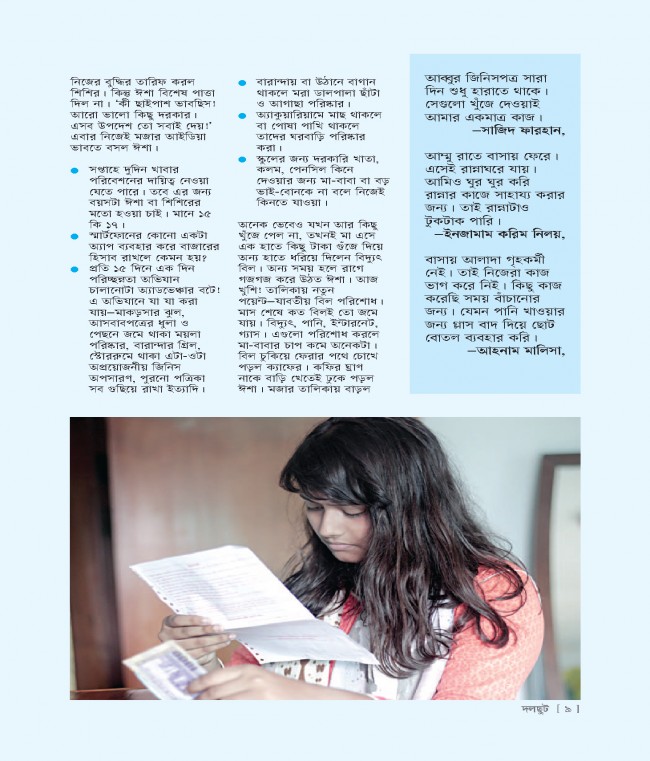 নিজের বুদ্ধির তারিফ করল
শিশির। কিন্তু ঈশা বিশেষ পাত্তা
দিল না। ‘কী ছাইপাশ ভাবছিস!
আরো ভালো কিছু দরকার।
এসব উপদেশ তো সবাই দেয়!’
এবার নিজেই মজার আইডিয়া
ভাবতে বসল ঈশা।
● সপ্তাহে দুদিন খাবার
পরিবেশনের দায়িত্ব নেওয়া
যেতে পারে। তবে এর জন্য
বয়সটা ঈশা বা শিশিরের
মতো হওয়া চাই। মানে ১৫
কি ১৭।
● স্মার্টফোনের কোনো একটা
অ্যাপ ব্যবহার করে বাজারের
হিসাব রাখলে কেমন হয়?
● প্রতি ১৫ দিনে এক দিন
পরিচ্ছন্নতা অভিযান
চালানোটা অ্যাডভেঞ্চার বটে!
এ অভিযানে যা যা করা
যায়—মাকড়সার ঝুল,
আসবাবপত্রের ধুলা ও
পেছনে জমে থাকা ময়লা
পরিষ্কার, বারান্দার গ্রিল,
স্টোররুমে থাকা এটা-ওটা
অপ্রয়োজনীয় জিনিস
অপসারণ, পুরনো পত্রিকা
সব গুছিয়ে রাখা ইত্যাদি।
● বারান্দায় বা উঠানে বাগান
থাকলে মরা ডালপালা ছাঁটা
ও আগাছা পরিষ্কার।
● অ্যাকুয়ারিয়ামে মাছ থাকলে
বা পোষা পাখি থাকলে
তাদের ঘরবাড়ি পরিষ্কার
করা।
● স্কুলের জন্য দরকারি খাতা,
কলম, পেনসিল কিনে
দেওয়ার জন্য মা-বাবা বা বড়
ভাই-বোনকে না বলে নিজেই
কিনতে যাওয়া।
অনেক ভেবেও যখন আর কিছু
খুঁজে পেল না, তখনই মা এসে
এক হাতে কিছু টাকা গুঁজে দিয়ে
অন্য হাতে ধরিয়ে দিলেন বিদ্যুৎ
বিল। অন্য সময় হলে রাগে
গজগজ করে উঠত ঈশা। আজ
খুশি! তালিকায় নতুন
পয়েন্ট—যাবতীয় বিল পরিশোধ।
মাস শেষে কত বিলই তো জমে
যায়। বিদ্যুৎ, পানি, ইন্টারনেট,
গ্যাস। এগুলো পরিশোধ করলে
মা-বাবার চাপ কমে অনেকটা।
বিল চুকিয়ে ফেরার পথে চোখে
পড়ল ক্যাফের। কফির ঘ্রাণ
নাকে বাড়ি খেতেই ঢুকে পড়ল
ঈশা। মজার তালিকায় বাড়ল
আব্বুর জিনিসপত্র সারা
দিন শুধু হারাতে থাকে।
সেগুলো খুঁজে দেওয়াই
আমার একমাত্র কাজ।
—সাজিদ ফারহান,
আম্মু রাতে বাসায় ফেরে।
এসেই রান্নাঘরে যায়।
আমিও ঘুর ঘুর করি
রান্নার কাজে সাহায্য করার
জন্য। তাই রান্নাটাও
টুকটাক পারি।
—ইনজামাম করিম নিলয়,
বাসায় আলাদা গৃহকর্মী
নেই। তাই নিজেরা কাজ
ভাগ করে নিই। কিছু কাজ
করেছি সময় বাঁচানোর
জন্য। যেমন পানি খাওয়ার
জন্য গ্লাস বাদ দিয়ে ছোট
বোতল ব্যবহার করি।
—আহনাম মালিসা,
দলছুট [ ৯ ]